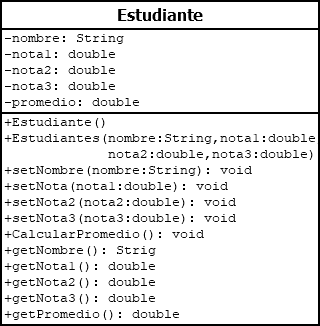 Estudiante
-nombre: String
-nota1: double
-nota2: double
-nota3: double
-promedio: double
+Estudiante()
+Estudiantes(nombre:String,nota1:double
nota2:double,nota3:double)
+setNombre(nombre:String): void
+setNota(nota1:double): void
+setNota2(nota2:double): void
+setNota3(nota3:double): void
+CalcularPromedio(): void
+getNombre(): Strig
+getNota1(): double
+getNota2(): double
+getNota3(): double
+getPromedio(): double